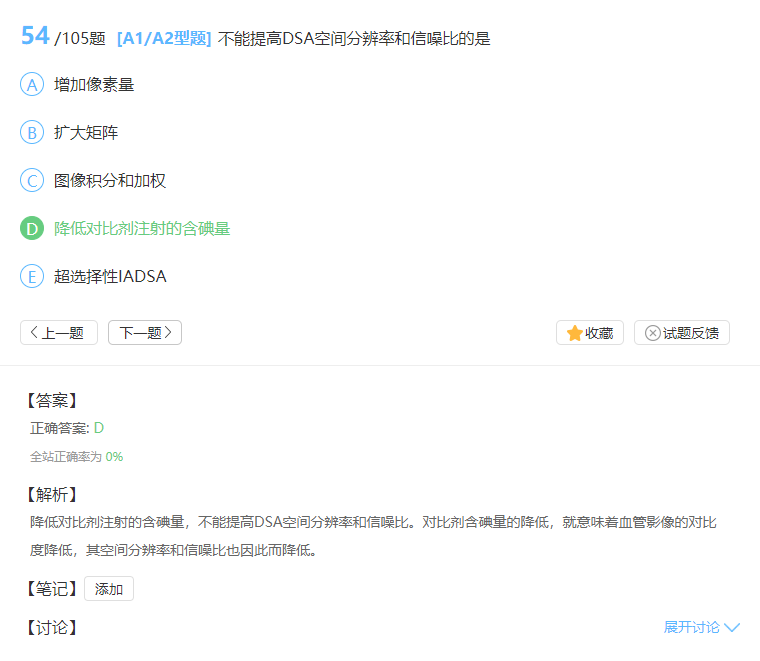 54 /105题 [A1/A2型题] 不能提高DSA空间分辨率和信噪比的是
A 增加像素量
B 扩大矩阵
C 图像积分和加权
D 降低对比剂注射的含碘量
E 超选择性IADSA
上一题 下一题 收藏 试题反馈
【答案】
正确答案: D
全站正确率为 0%
【解析】
降低对比剂注射的含碘量，不能提高DSA空间分辨率和信噪比。对比剂含碘量的降低，就意味着血管影像的对比
度降低，其空间分辨率和信噪比也因此而降低。
【笔记】 添加
【讨论】 展开讨论